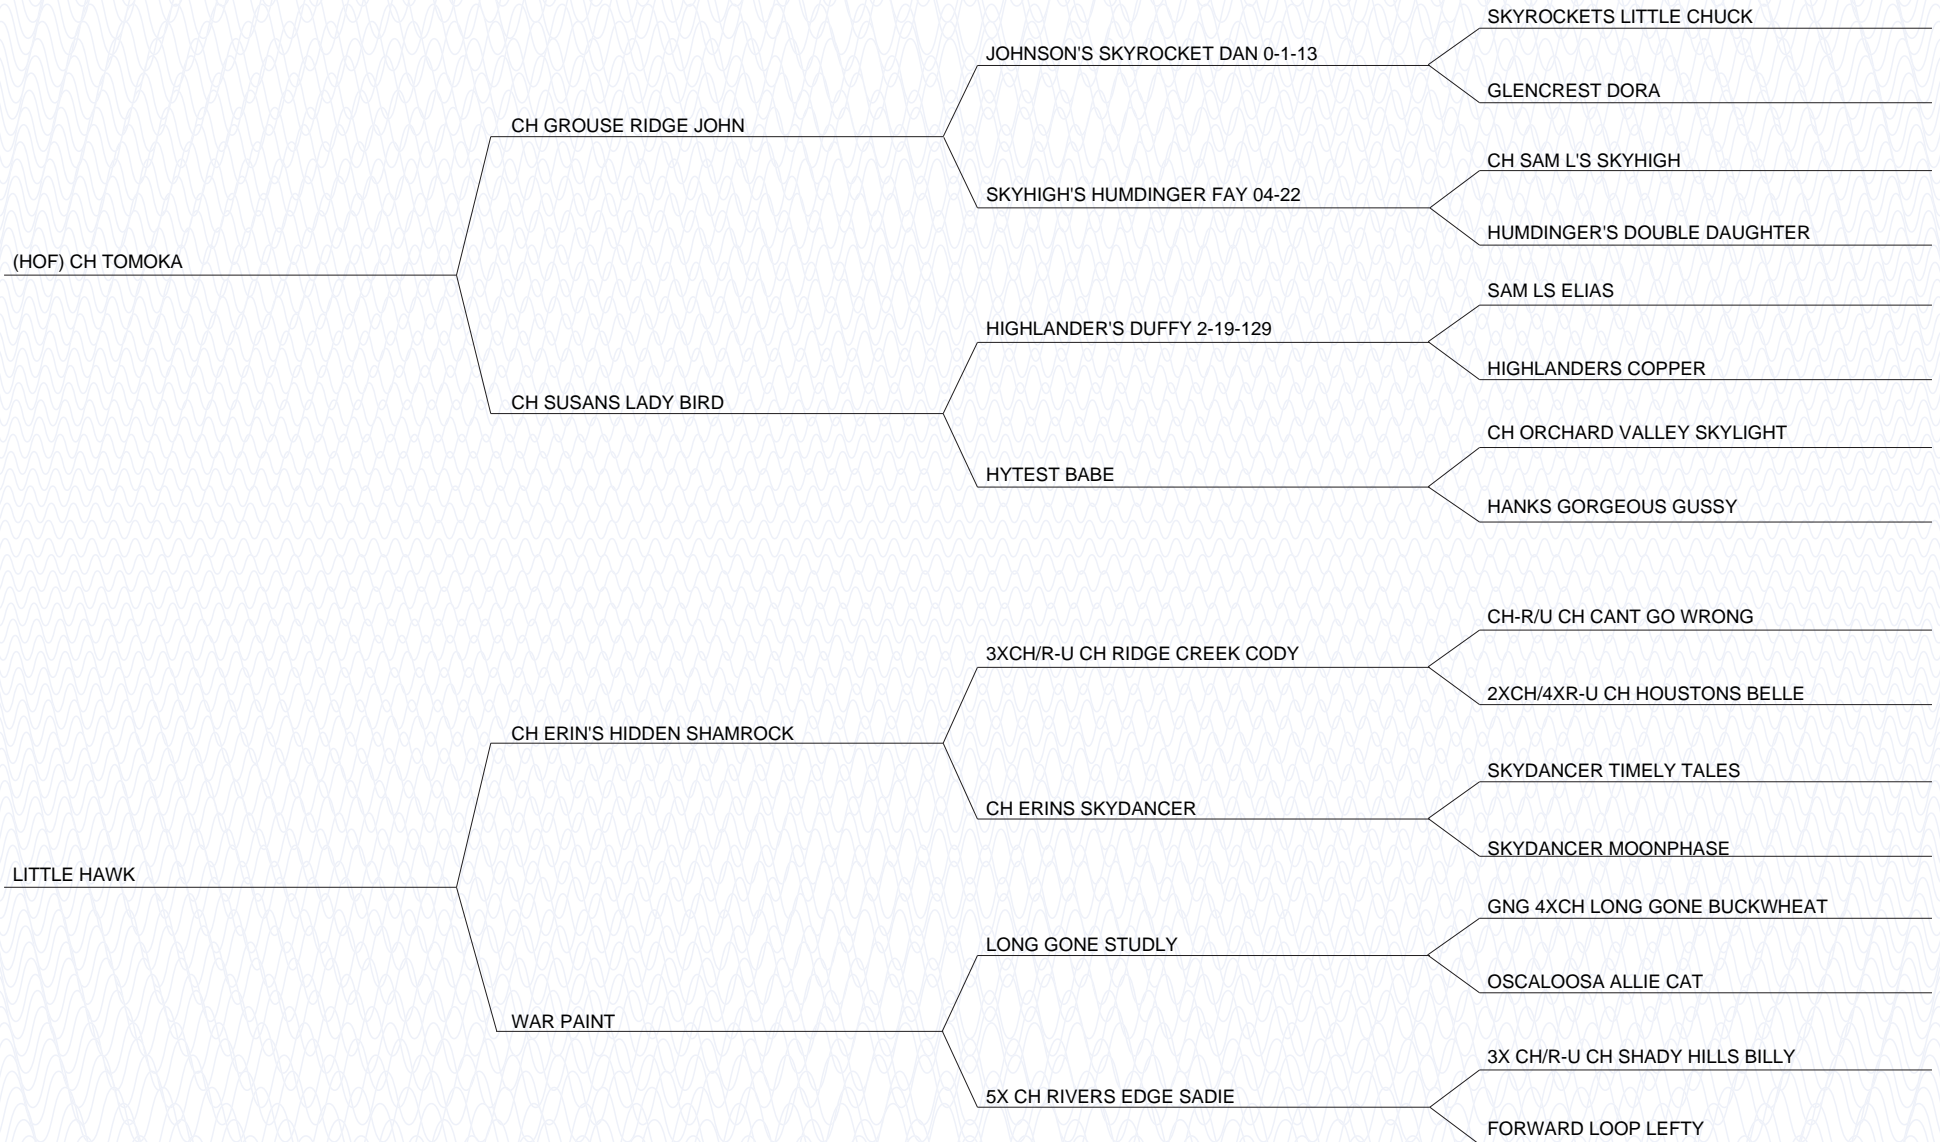 SKYROCKETS LITTLE CHUCK
JOHNSON'S SKYROCKET DAN 0-1-13
GLENCREST DORA
CH GROUSE RIDGE JOHN
CH SAM L'S SKYHIGH
SKYHIGH'S HUMDINGER FAY 04-22
HUMDINGER'S DOUBLE DAUGHTER
(HOF) CH TOMOKA
SAM LS ELIAS
HIGHLANDER'S DUFFY 2-19-129
HIGHLANDERS COPPER
CH SUSANS LADY BIRD
CH ORCHARD VALLEY SKYLIGHT
HYTEST BABE
HANKS GORGEOUS GUSSY
CH-R/U CH CANT GO WRONG
3XCH/R-U CH RIDGE CREEK CODY
2XCH/4XR-U CH HOUSTONS BELLE
CH ERIN'S HIDDEN SHAMROCK
SKYDANCER TIMELY TALES
CH ERINS SKYDANCER
SKYDANCER MOONPHASE
LITTLE HAWK
GNG 4XCH LONG GONE BUCKWHEAT
LONG GONE STUDLY
OSCALOOSA ALLIE CAT
WAR PAINT
3X CH/R-U CH SHADY HILLS BILLY
5X CH RIVERS EDGE SADIE
FORWARD LOOP LEFTY